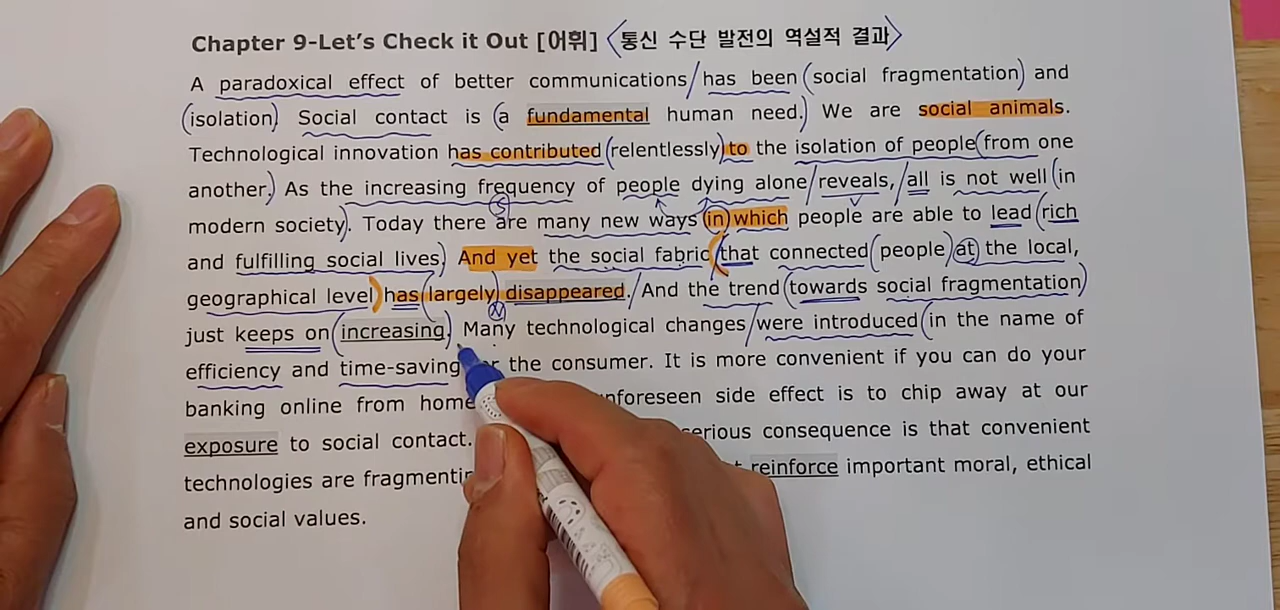 Chapter 9-Let's Check it Out [어휘] <통신 수단 발전의 역설적 결과>
A paradoxical effect of better communications has been social fragmentation and
isolation. Social contact is a fundamental human need. We are social animals.
Technological innovation has contributed relentlessly to the isolation of people from one
another. As the increasing frequency of people dying alone reveals, all is not well in
modern society. Today there are many new ways in which people are able to lead rich
and fulfilling social lives. And yet the social fabric that connected people at the local,
geographical level has largely disappeared. And the trend towards social fragmentation
just keeps on increasing. Many technological changes were introduced in the name of
efficiency and time-saving the consumer. It is more convenient if you can do your
banking online from home side effect is to chip away at our
exposure to social contact. serious consequence is that convenient
technologies are reinforce important moral, ethical
and social values.